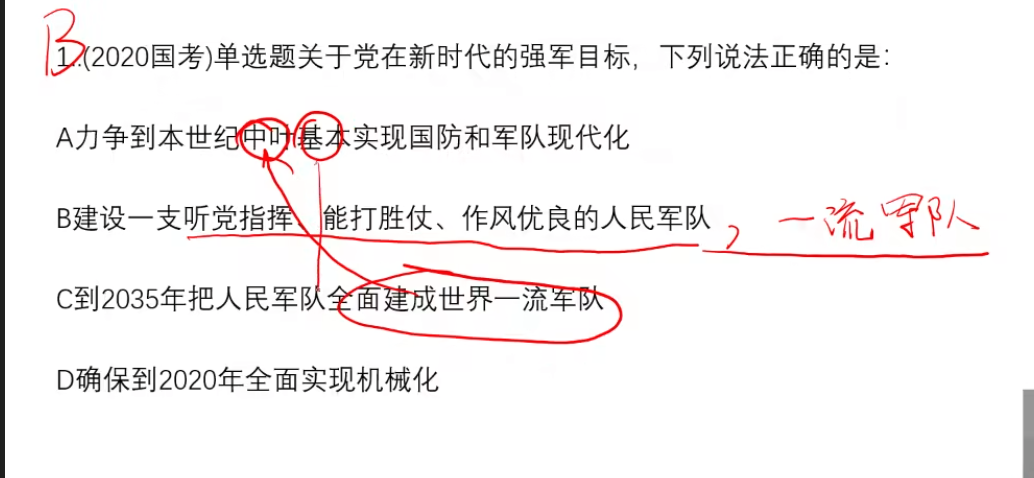 B
1.(2020国考)单选题关于党在新时代的强军目标，下列说法正确的是：
A力争到本世纪中叶基本实现国防和军队现代化
B建设一支听党指挥、能打胜仗、作风优良的人民军队，一流军队
C到2035年把人民军队全面建成世界一流军队
D确保到2020年全面实现机械化